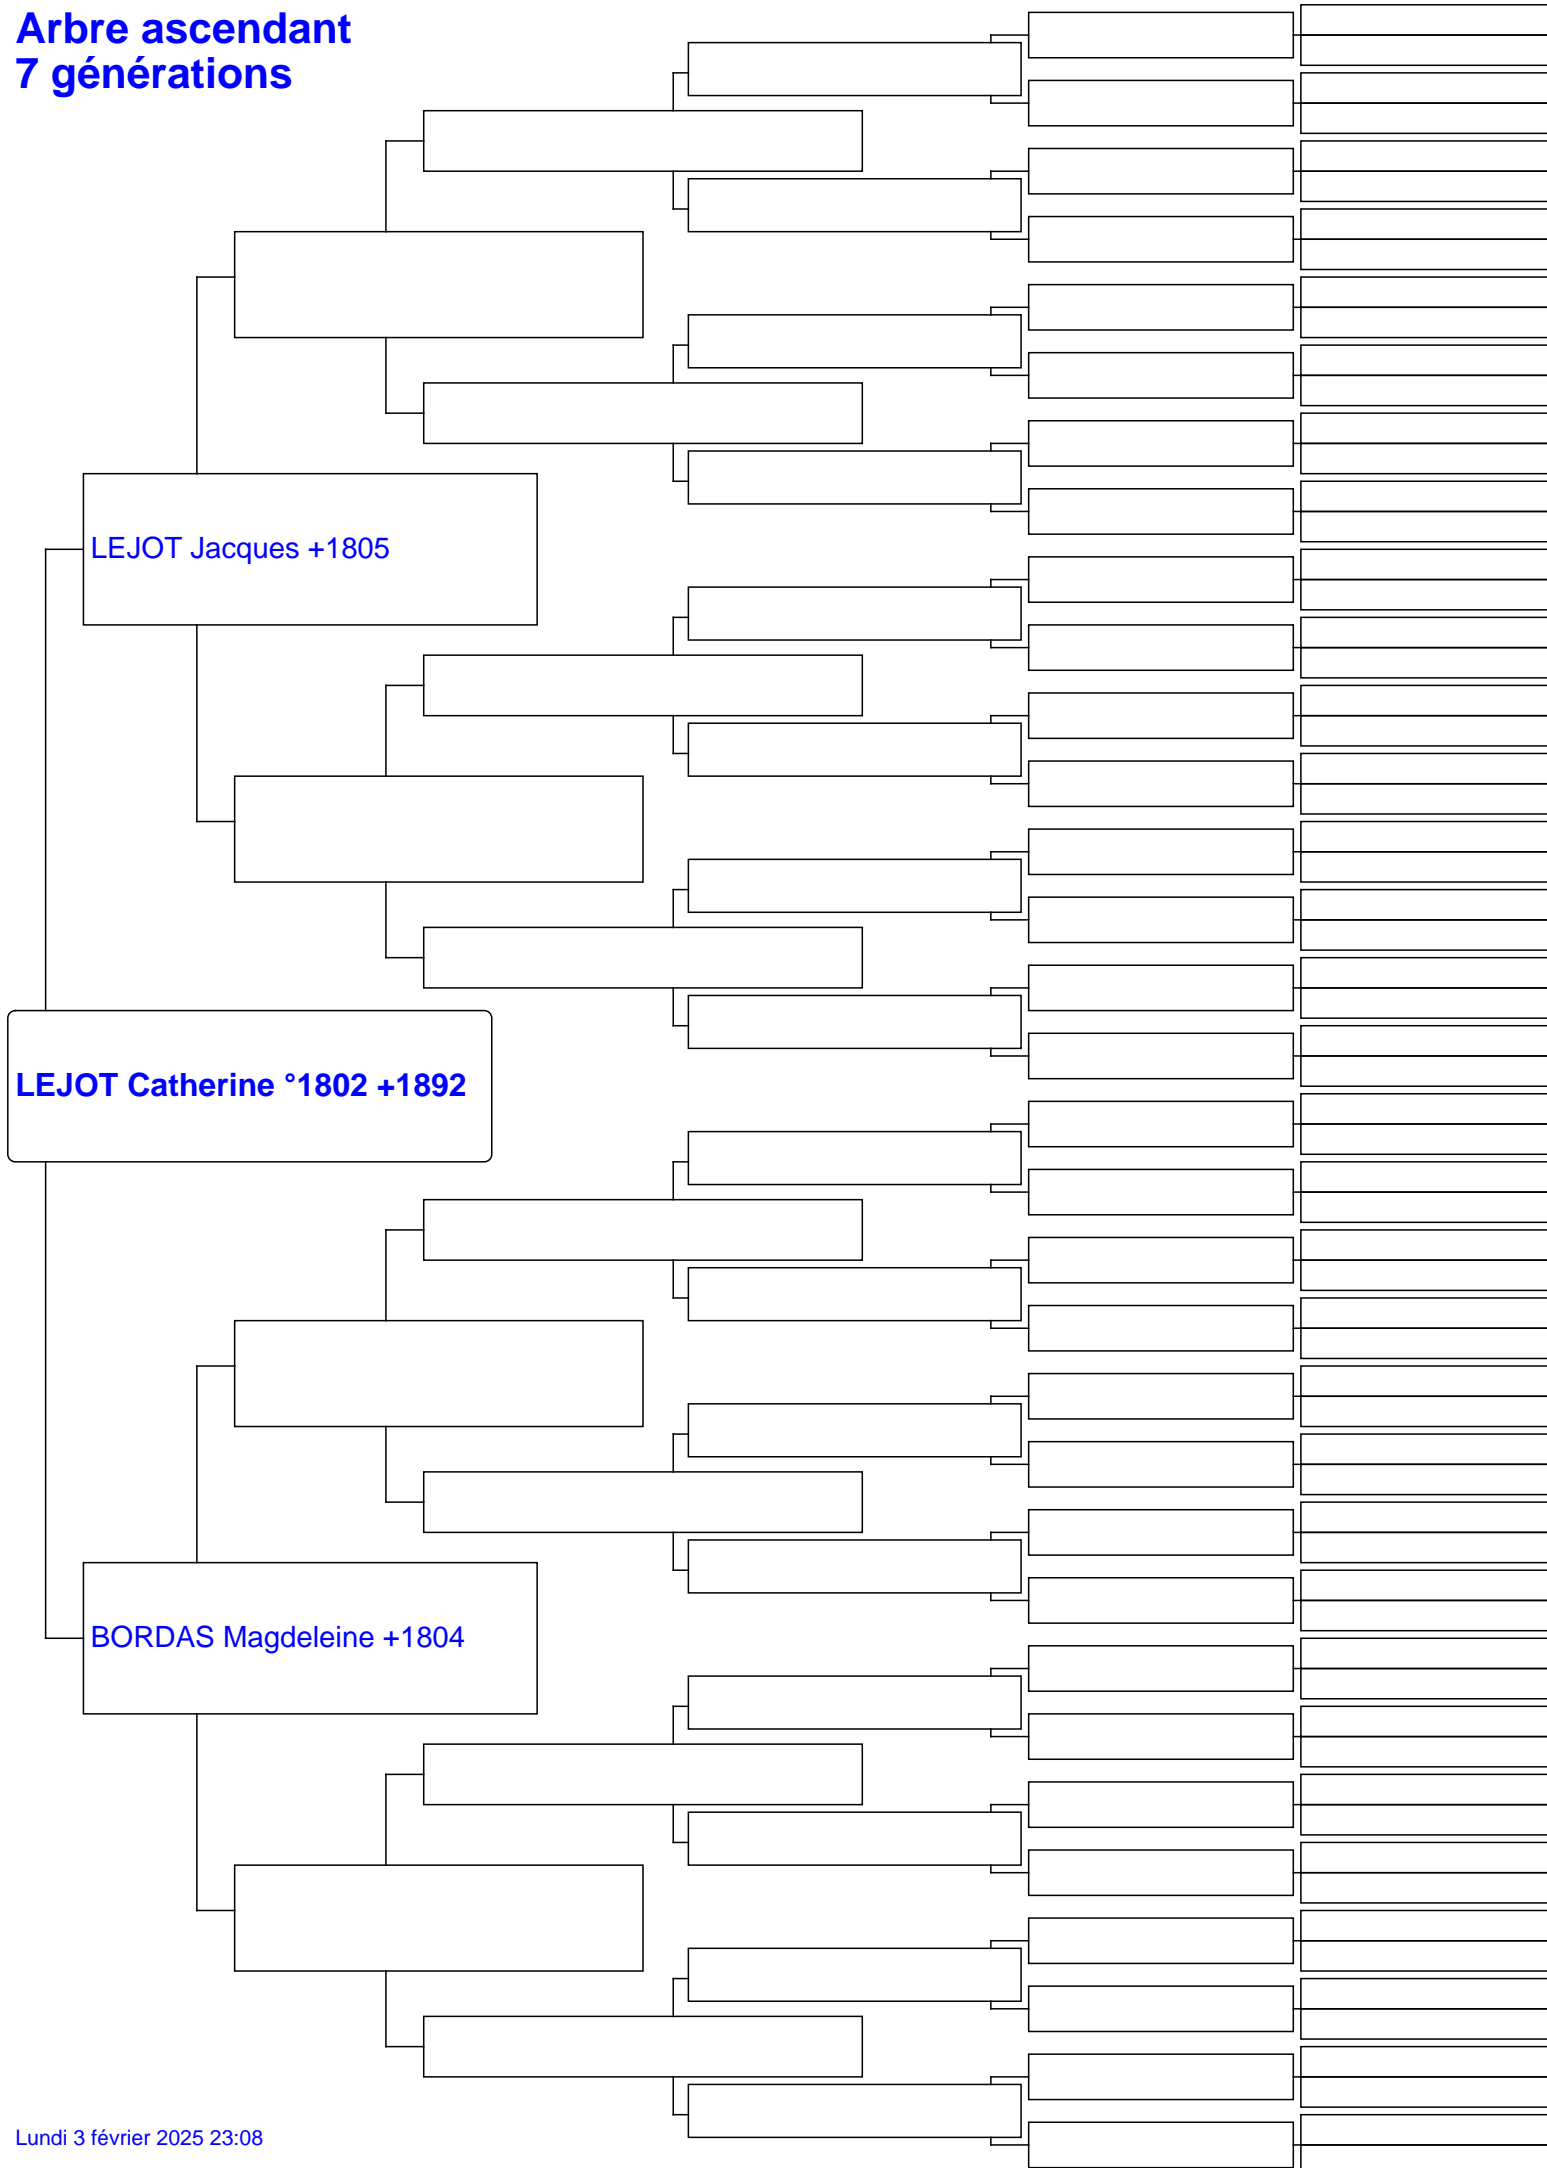 Arbre ascendant
7 générations
LEJOT Jacques +1805
LEJOT Catherine °1802 +1892
BORDAS Magdeleine +1804
Lundi 3 février 2025 23:08